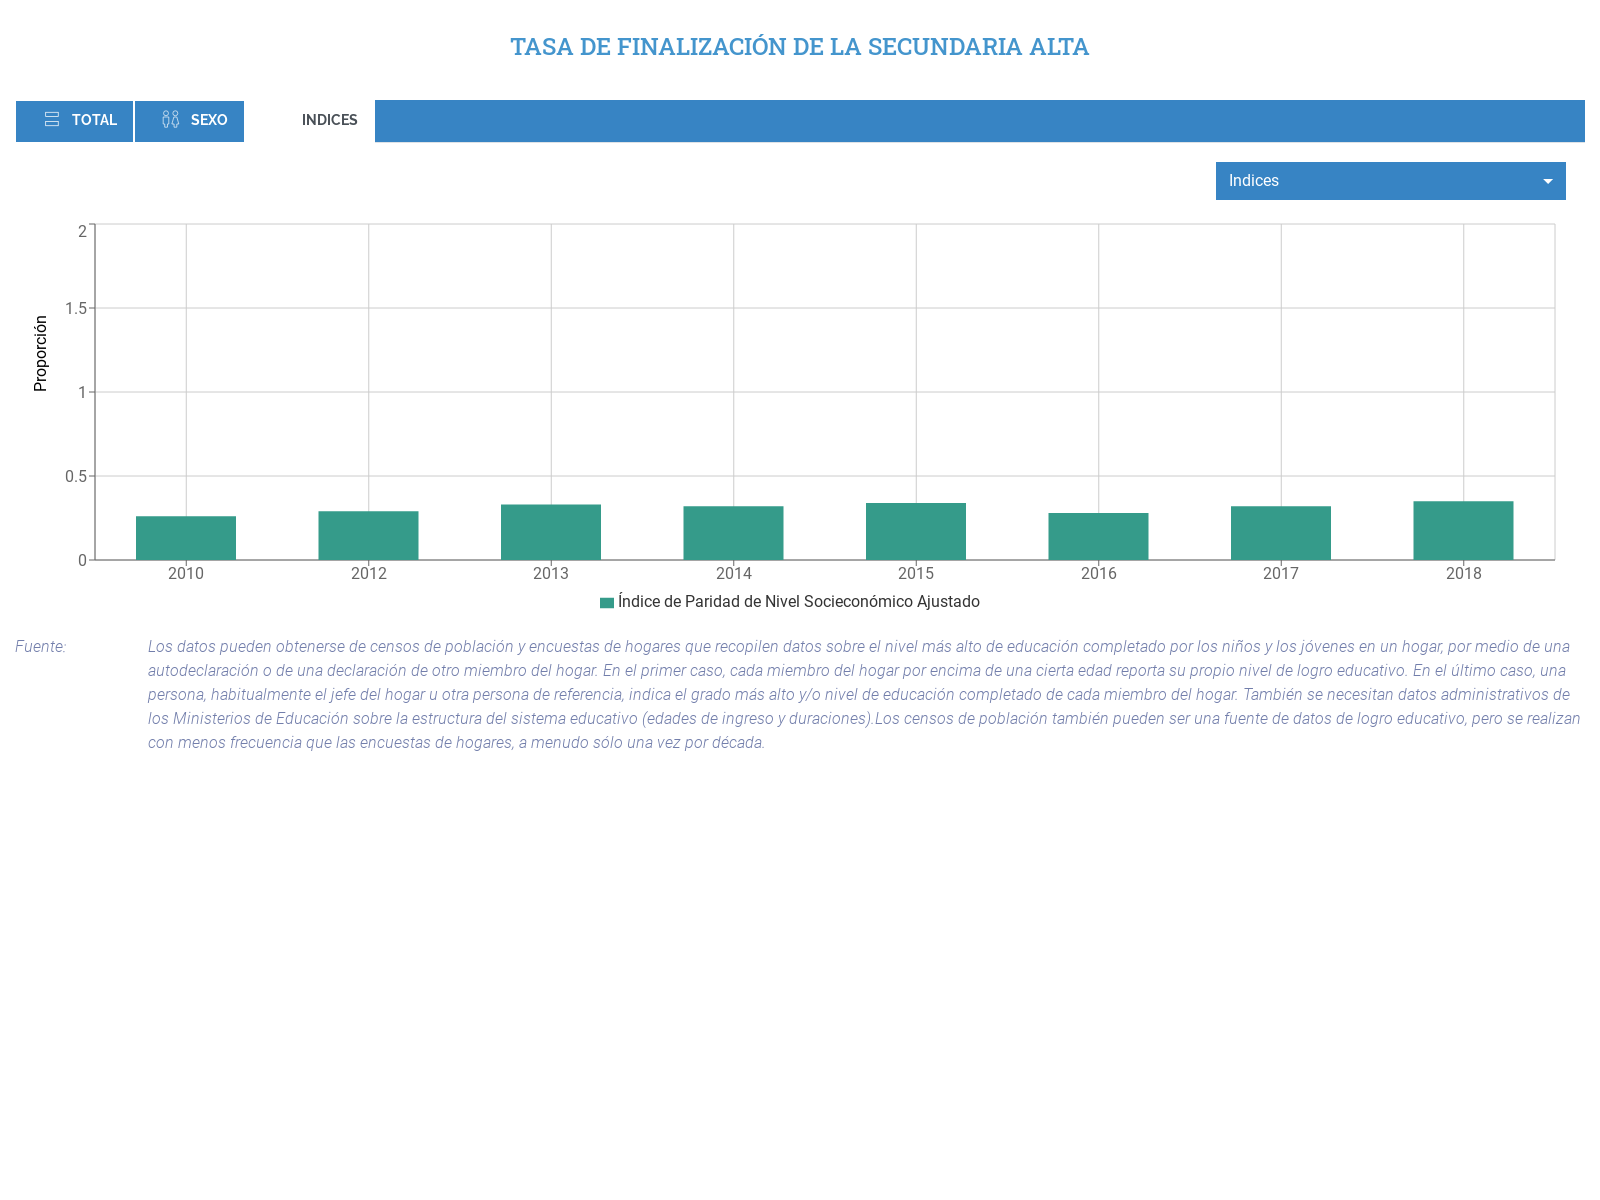 TASA DE FINALIZACIÓN DE LA SECUNDARIA ALTA
TOTAL SEXO INDICES
Indices
2
1.5
1
0.5
0
Proporción
2010 2012 2013 2014 2015 2016 2017 2018
Índice de Paridad de Nivel Socieconómico Ajustado
Fuente: Los datos pueden obtenerse de censos de población y encuestas de hogares que recopilen datos sobre el nivel más alto de educación completado por los niños y los jóvenes en un hogar, por medio de una
autodeclaración o de una declaración de otro miembro del hogar. En el primer caso, cada miembro del hogar por encima de una cierta edad reporta su propio nivel de logro educativo. En el último caso, una
persona, habitualmente el jefe del hogar u otra persona de referencia, indica el grado más alto y/o nivel de educación completado de cada miembro del hogar. También se necesitan datos administrativos de
los Ministerios de Educación sobre la estructura del sistema educativo (edades de ingreso y duraciones).Los censos de población también pueden ser una fuente de datos de logro educativo, pero se realizan
con menos frecuencia que las encuestas de hogares, a menudo sólo una vez por década.